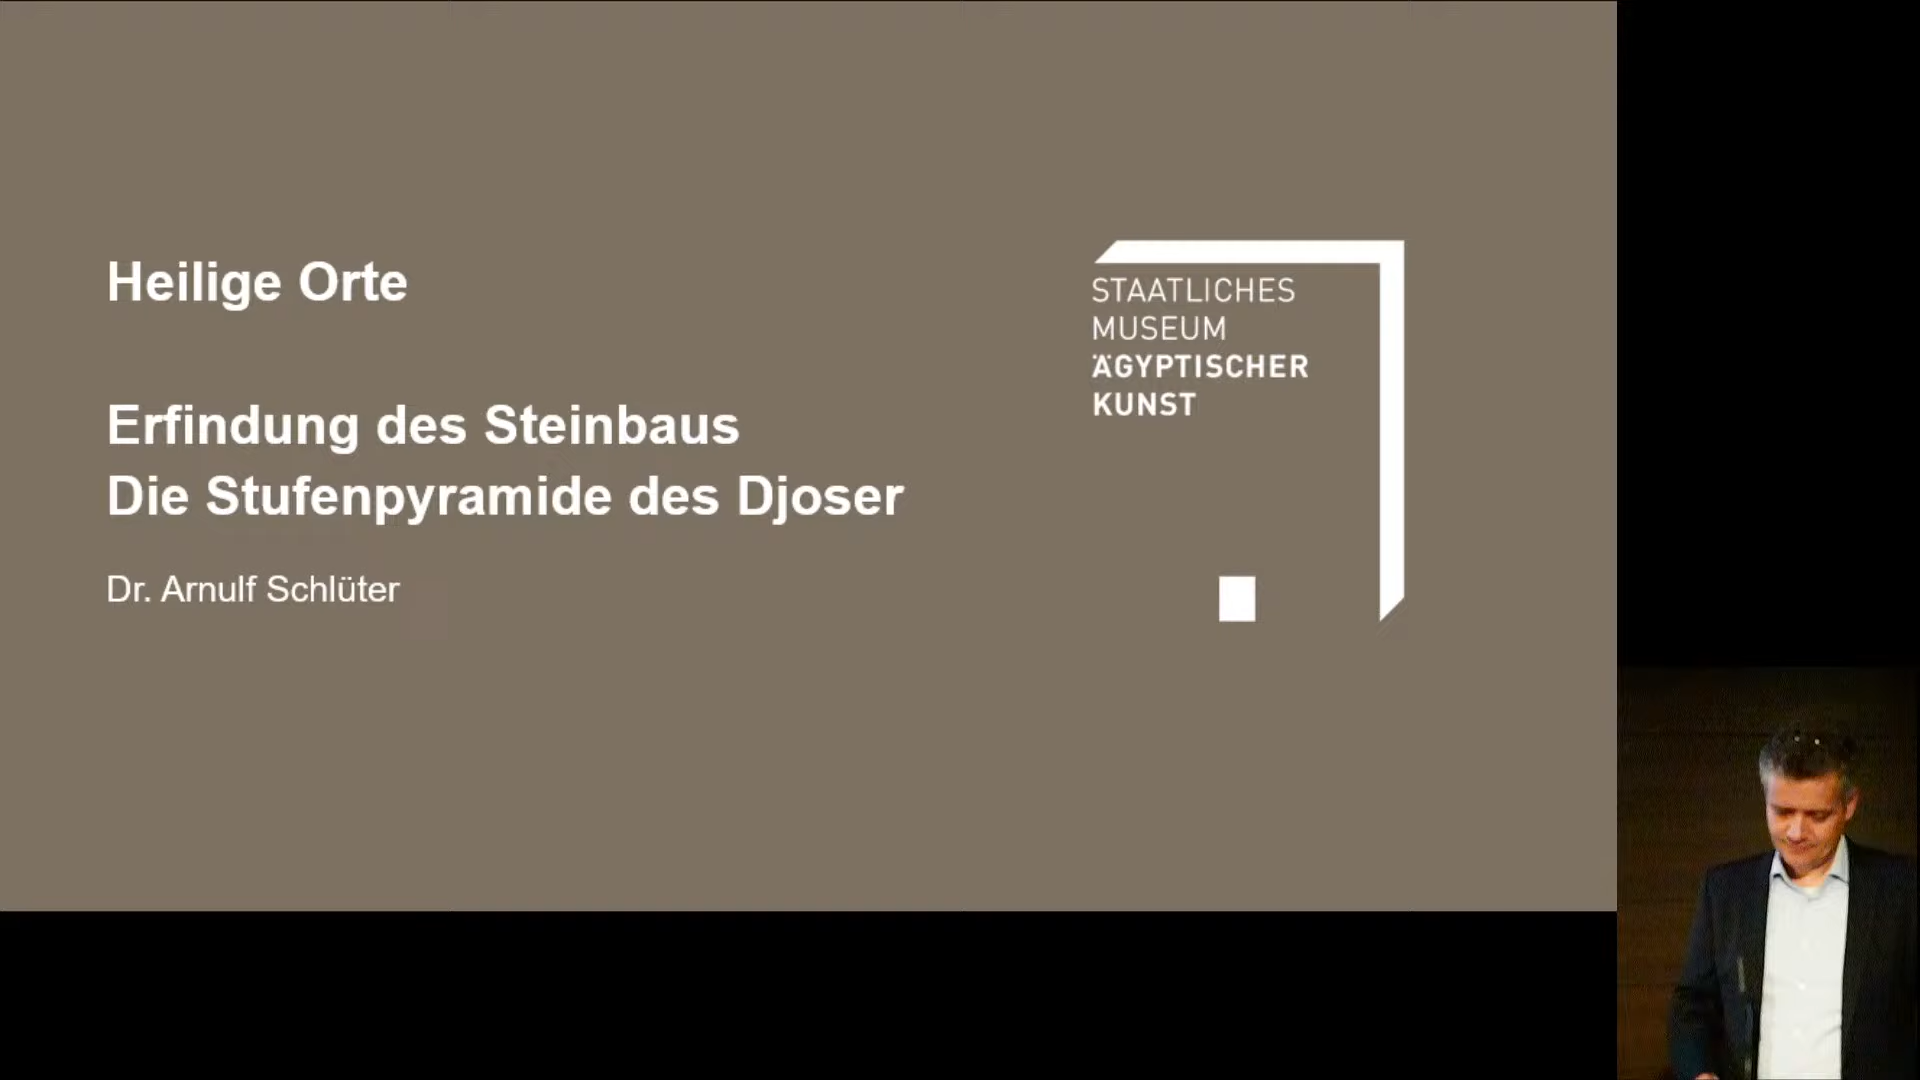 Heilige Orte
Erfindung des Steinbaus
Die Stufenpyramide des Djoser
Dr. Arnulf Schlüter
STAATLICHES
MUSEUM
ÄGYPTISCHER
KUNST